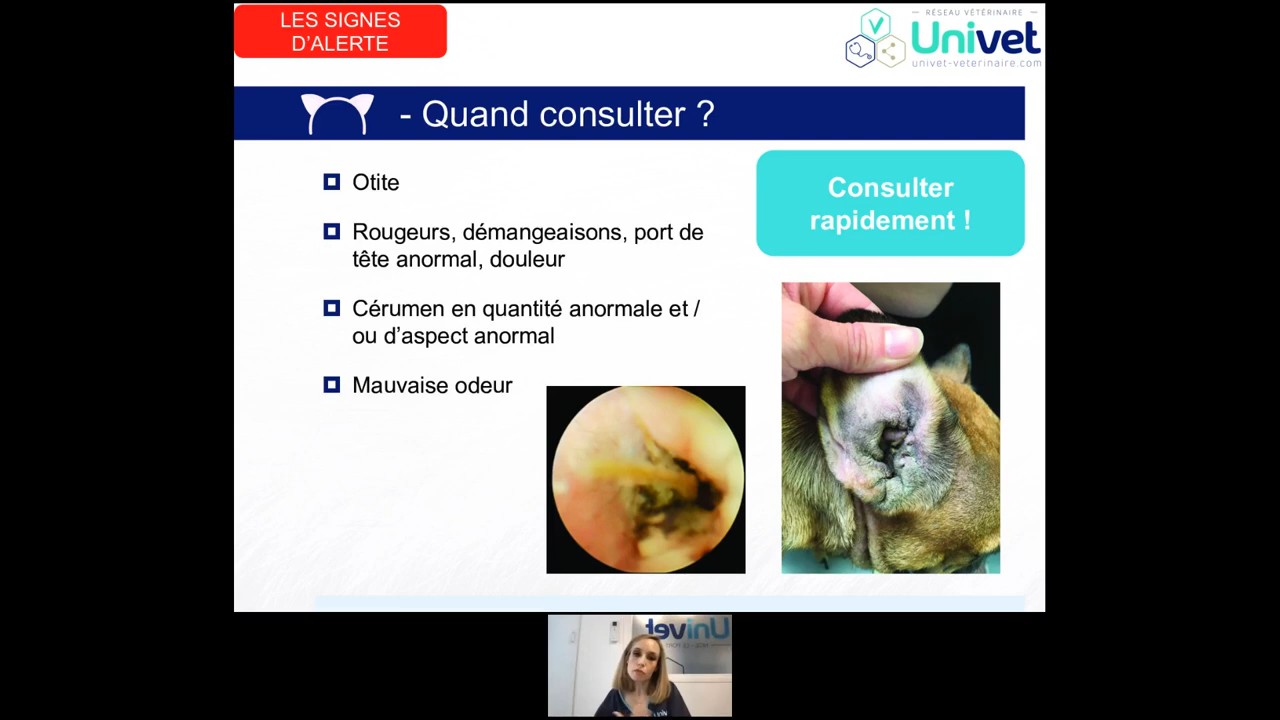 LES SIGNES
D'ALERTE
RÉSEAU VÉTÉRINAIRE
Univet
univet-veterinaire.com
- Quand consulter ?
Otite
Rougeurs, démangeaisons, port de
tête anormal, douleur
Cérumen en quantité anormale et /
ou d'aspect anormal
Mauvaise odeur
Consulter
rapidement !
Univet